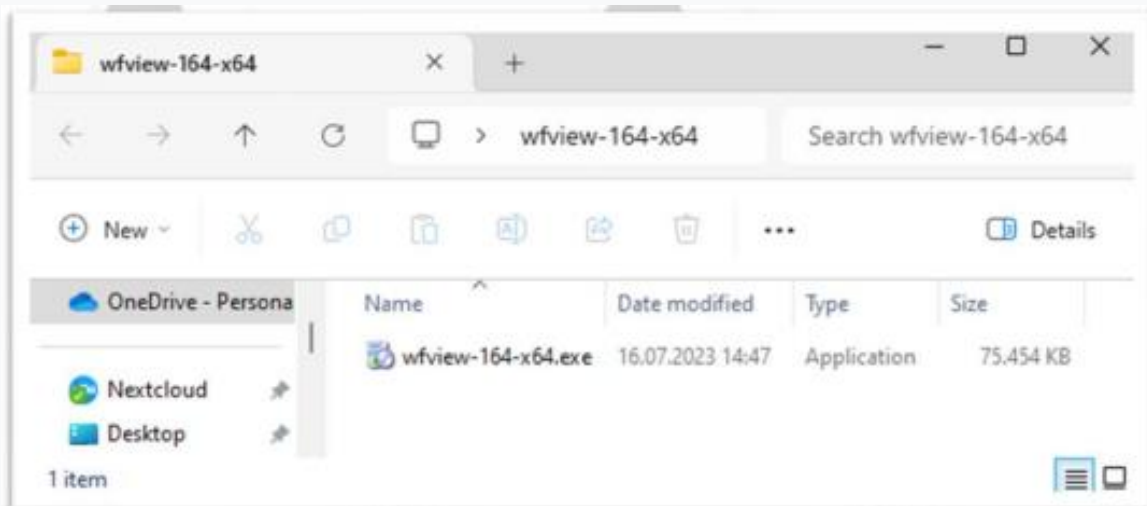 wfview-164-x64
wfview-164-x64 Search wfview-164-x64
New Details
OneDrive - Persona Name Date modified Type Size
wfview-164-x64.exe 16.07.2023 14:47 Application 75.454 KB
Nextcloud
Desktop
1 item